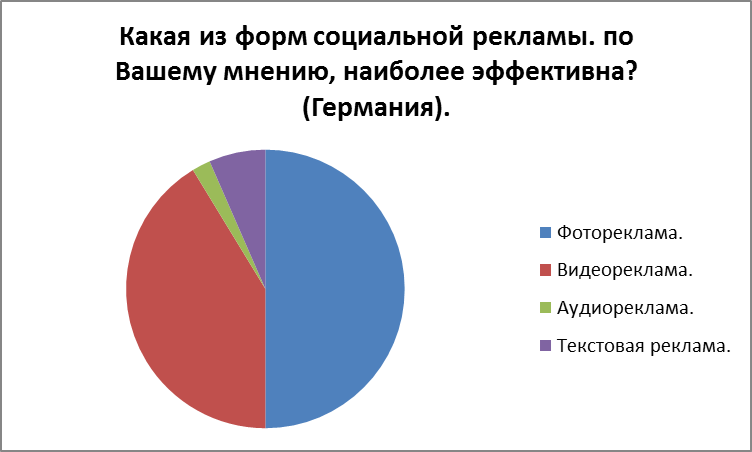 Какая из форм социальной рекламы. по
Вашему мнению, наиболее эффективна?
(Германия).
Фотореклама.
Видеореклама.
Аудиореклама.
Текстовая реклама.